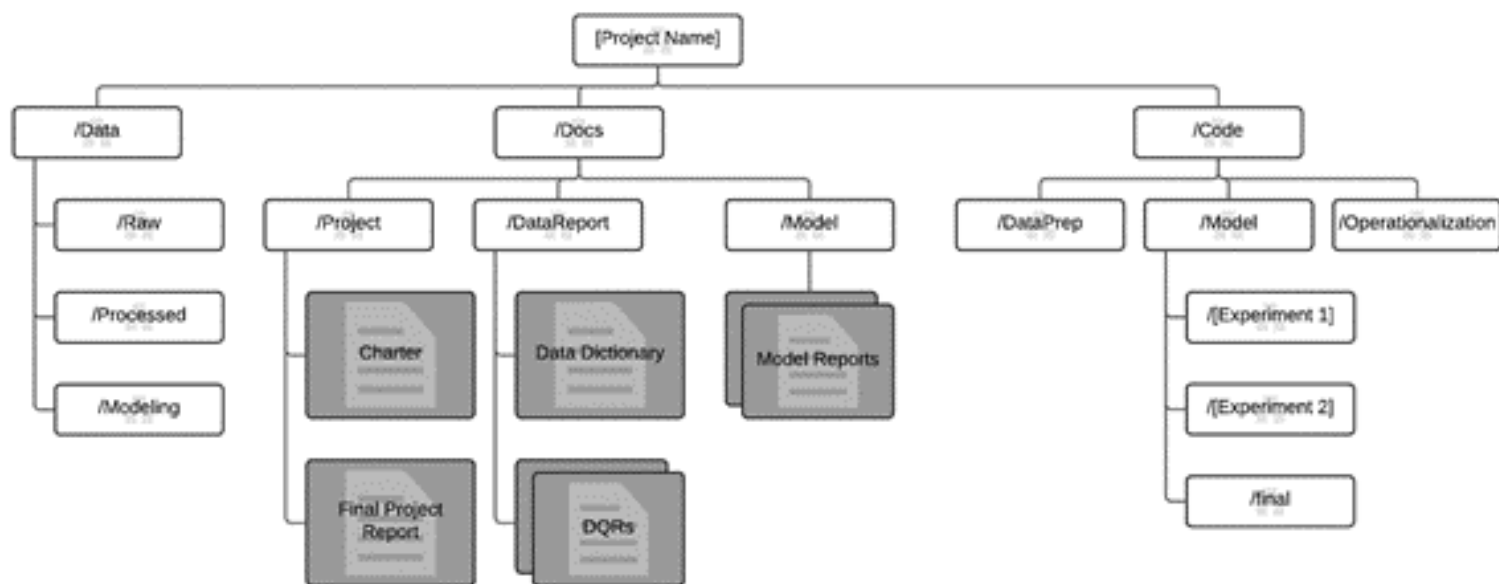 [Project Name]
/Data
/Docs
/Code
/Raw
/Project
/DataReport
/Model
/DataPrep
/Model
/Operationalization
/Processed
Charter
Data Dictionary
Model Reports
/[Experiment 1]
/Modeling
/[Experiment 2]
Final Project
Report
DQRs
/final